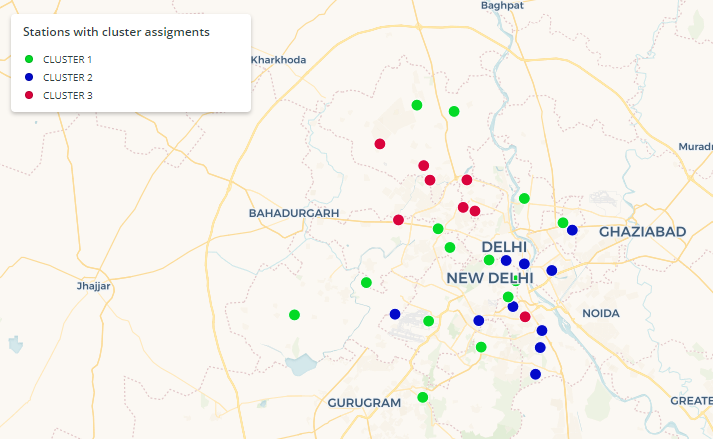 Baghpat
Stations with cluster assigments
CLUSTER 1
CLUSTER 2
CLUSTER 3
Kharkhoda
BAHADURGARH
GHAZIABAD
DELHI
NEW DELHI
Jhajjar
NOIDA
GURUGRAM
GREATE